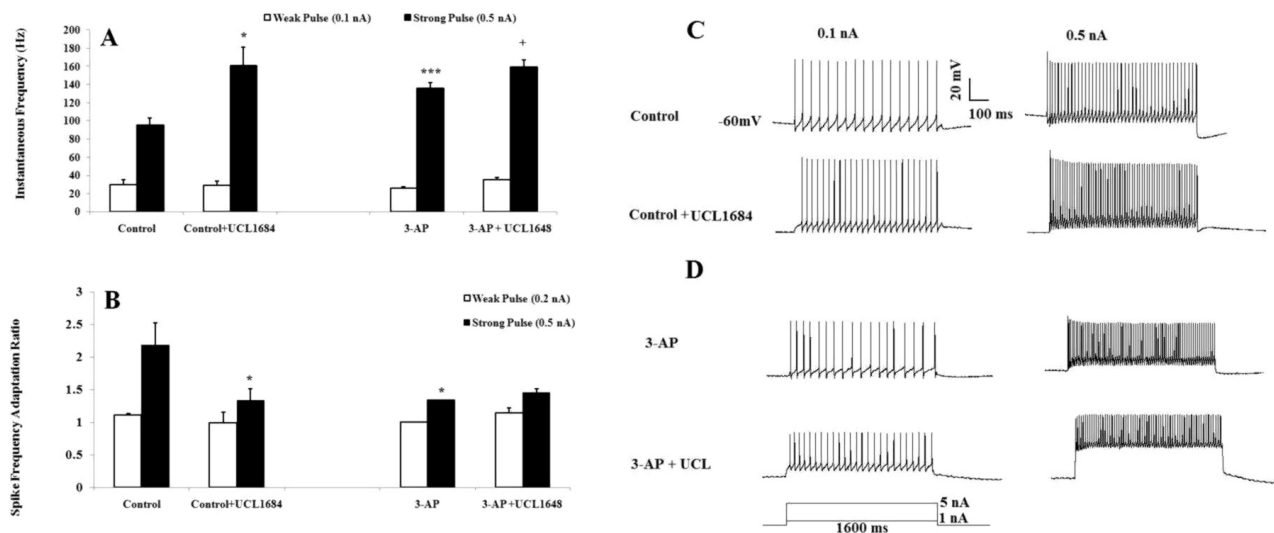 A
Weak Pulse (0.1 nA) Strong Pulse (0.5 nA)
Instantaneous Frequency (Hz)
200
180
160
140
120
100
80
60
40
20
0
*
***
+
Control Control+UCL1684 3-AP 3-AP + UCL1648
B
Weak Pulse (0.2 nA)
Strong Pulse (0.5 nA)
Spike Frequency Adaptation Ratio
3
2.5
2
1.5
1
0.5
0
*
*
Control Control+UCL1684 3-AP 3-AP +UCL1648
C
0.1 nA 0.5 nA
20 mV
100 ms
Control -60mV
Control + UCL1684
D
3-AP
3-AP + UCL
5 nA
1 nA
1600 ms